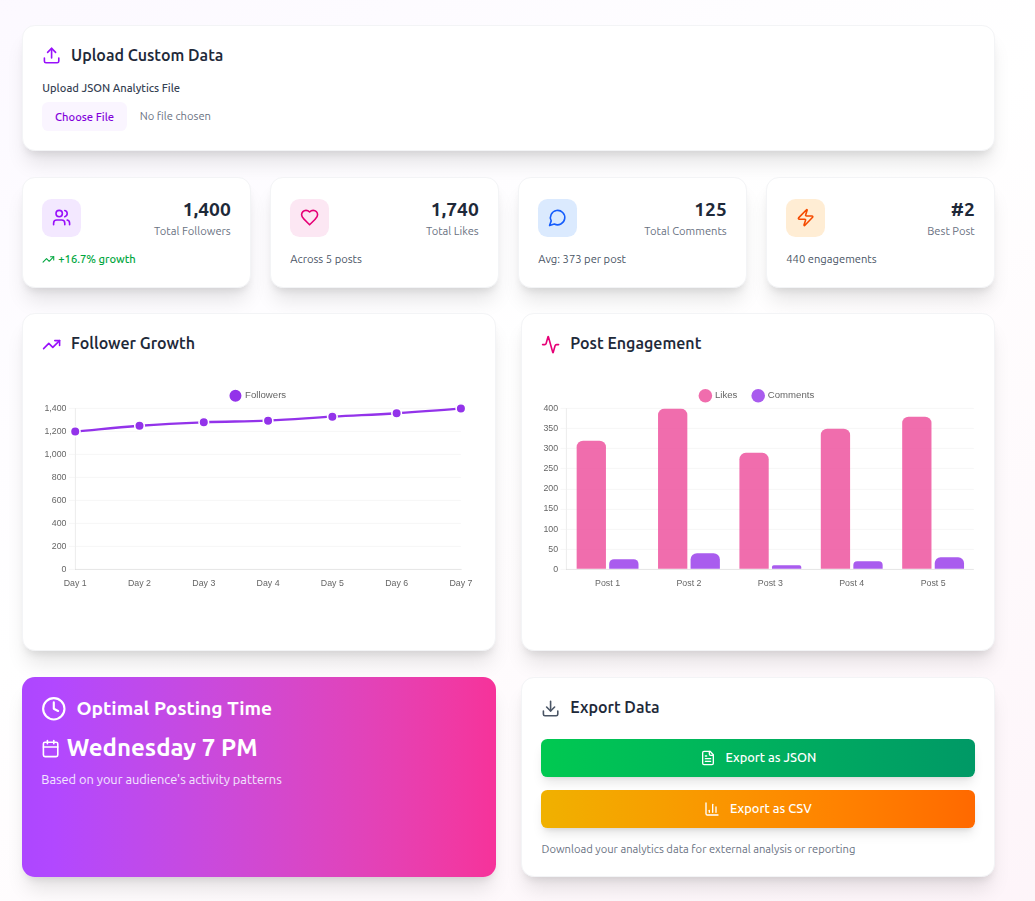 Upload Custom Data
Upload JSON Analytics File
Choose File No file chosen
1,400
Total Followers
+16.7% growth
1,740
Total Likes
Across 5 posts
125
Total Comments
Avg: 373 per post
#2
Best Post
440 engagements
Follower Growth
Followers
1,400
1,200
1,000
800
600
400
200
0
Day 1 Day 2 Day 3 Day 4 Day 5 Day 6 Day 7
Post Engagement
Likes Comments
400
350
300
250
200
150
100
50
0
Post 1 Post 2 Post 3 Post 4 Post 5
Optimal Posting Time
Wednesday 7 PM
Based on your audience's activity patterns
Export Data
Export as JSON
Export as CSV
Download your analytics data for external analysis or reporting